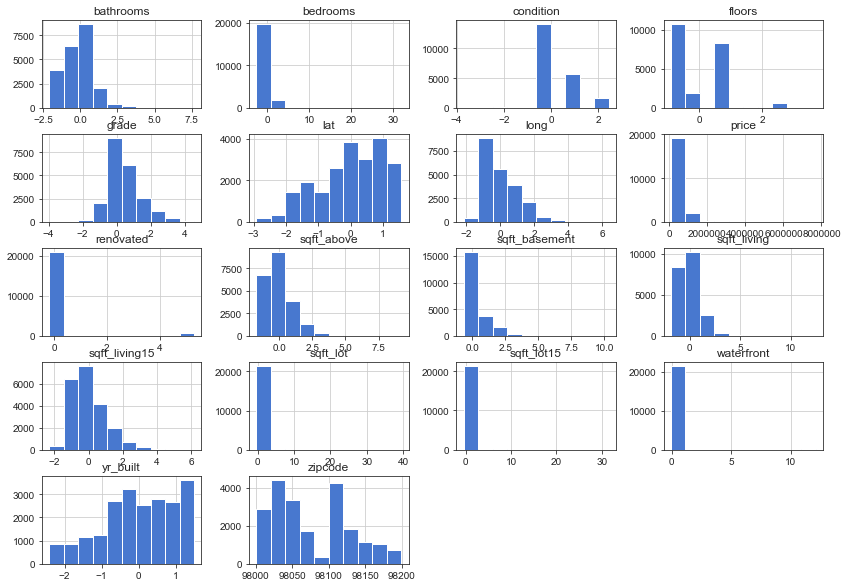 bathrooms bedrooms condition floors
7500 20000 10000
5000 10000 10000 5000
2500 5000
0 0 0 0
−2.5 0.0 2.5 5.0 7.5 0 10 20 30 −4 −2 0 2 0 2
grade lat long price
7500 4000 7500 20000
5000 2000 5000 10000
2500 2500
0 0 0 0
−4 −2 0 2 4 −3 −2 −1 0 1 −2 0 2 4 6 0 2000000 4000000 6000000 8000000
renovated sqft_above sqft_basement sqft_living
20000 7500 15000 10000
10000 5000 10000 5000
2500 5000
0 0 0 0
0 2 4 0.0 2.5 5.0 7.5 0.0 2.5 5.0 7.5 10.0 0 5 10
sqft_living15 sqft_lot sqft_lot15 waterfront
6000 20000 20000 20000
4000 10000 10000 10000
2000
0 0 0 0
−2 0 2 4 6 0 10 20 30 40 0 10 20 30 0 5 10
yr_built zipcode
3000 4000
2000 2000
1000
0 0
−2 −1 0 1 98000 98050 98100 98150 98200